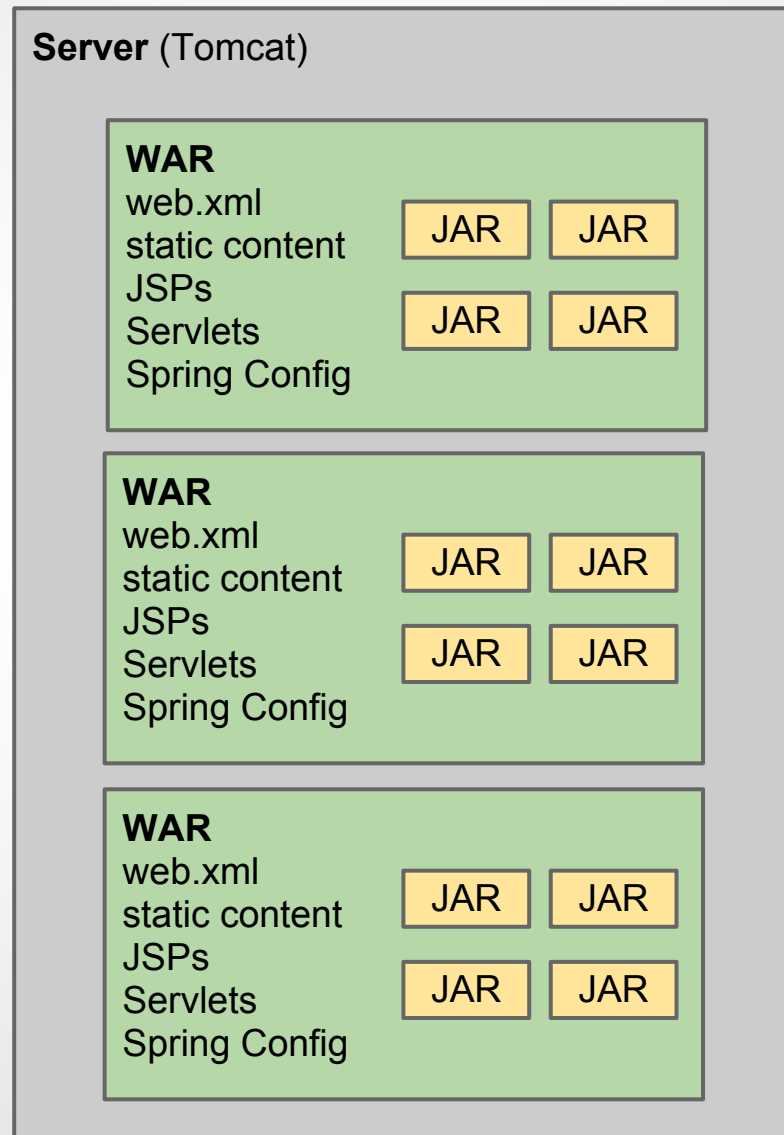 Server (Tomcat)
WAR
web.xml
static content
JSPs
Servlets
Spring Config
JAR JAR
JAR JAR
WAR
web.xml
static content
JSPs
Servlets
Spring Config
JAR JAR
JAR JAR
WAR
web.xml
static content
JSPs
Servlets
Spring Config
JAR JAR
JAR JAR